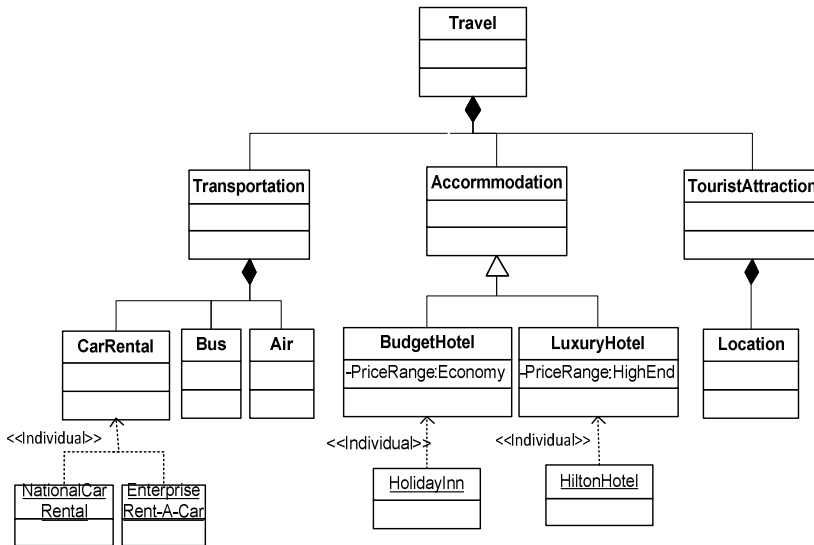 Travel
Transportation
Accormmodation
TouristAttraction
CarRental
Bus
Air
BudgetHotel
-PriceRange:Economy
LuxuryHotel
-PriceRange:HighEnd
Location
<<Individual>>
<<Individual>>
<<Individual>>
NationalCar
Rental
Enterprise
Rent-A-Car
HolidayInn
HiltonHotel